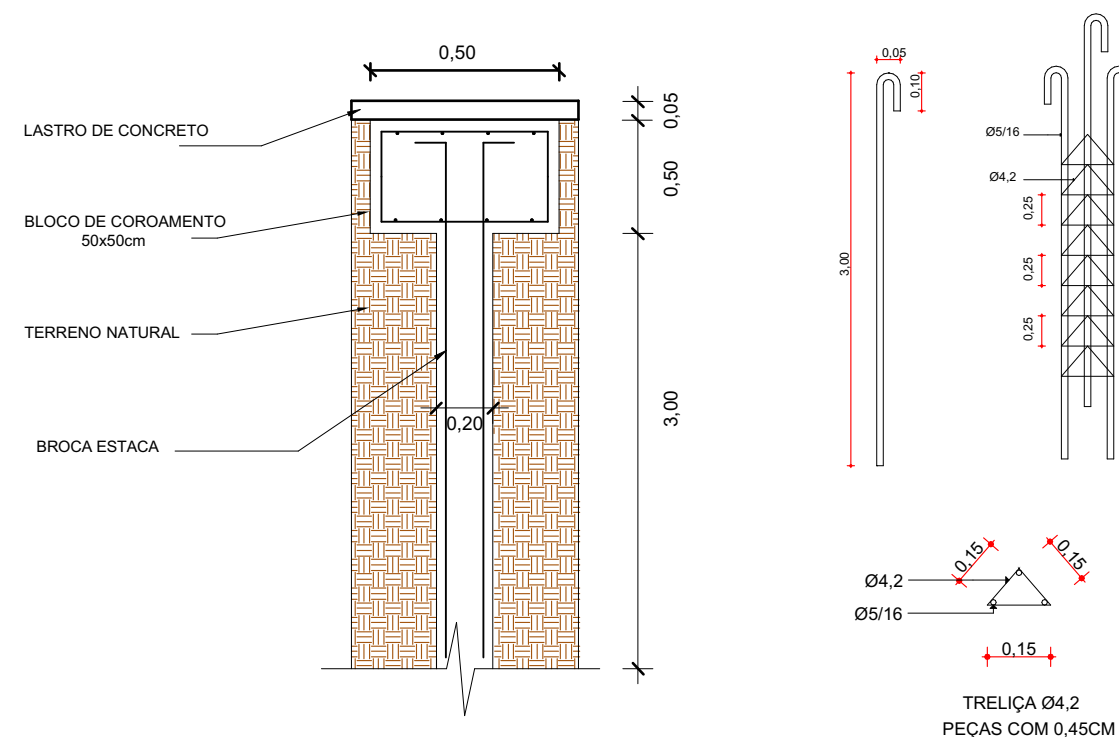 0,50
LASTRO DE CONCRETO
0,05
0,50
BLOCO DE COROAMENTO
50x50cm
TERRENO NATURAL
3,00
0,20
BROCA ESTACA
0,05
0,10
3,00
Ø5/16
Ø4,2
0,25
0,25
0,25
0,15
0,15
Ø4,2
Ø5/16
0,15
TRELIÇA Ø4,2
PEÇAS COM 0,45CM